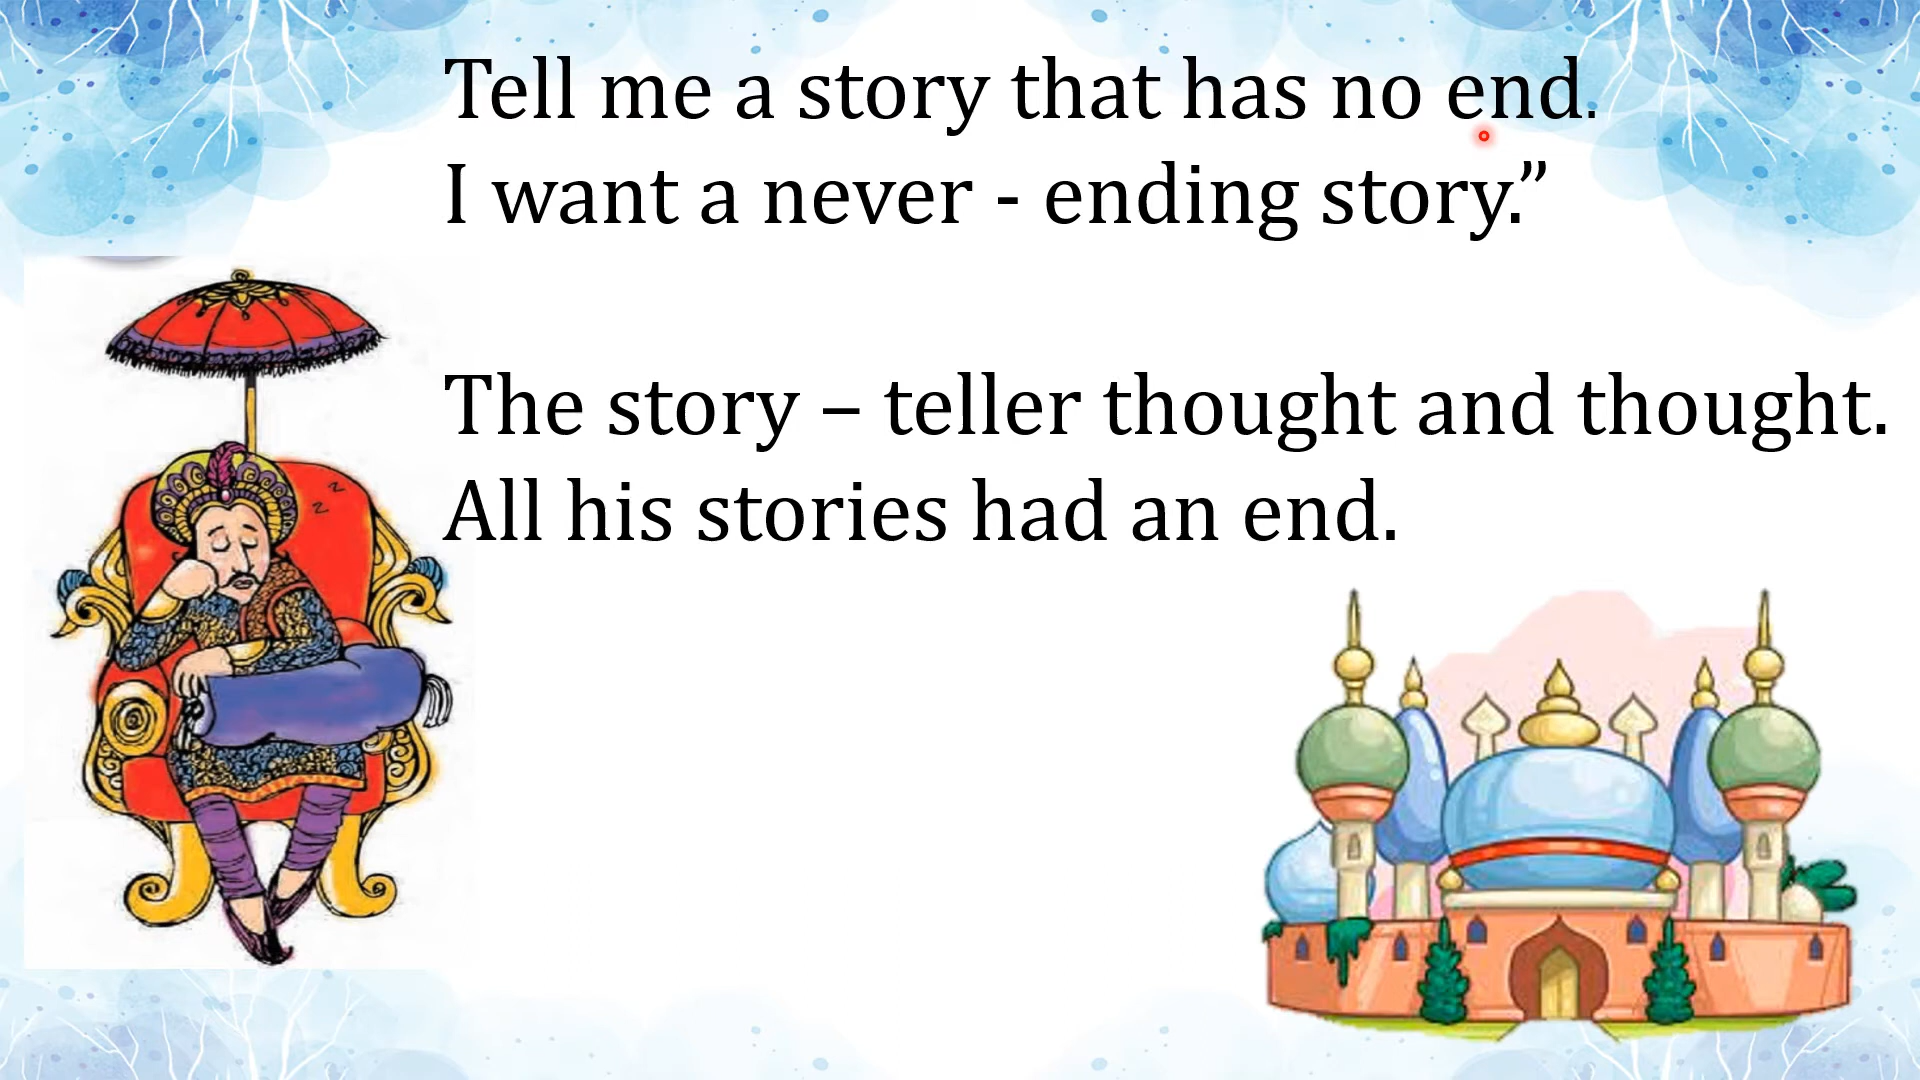 Tell me a story that has no end.
I want a never - ending story.”
The story – teller thought and thought.
All his stories had an end.
z z